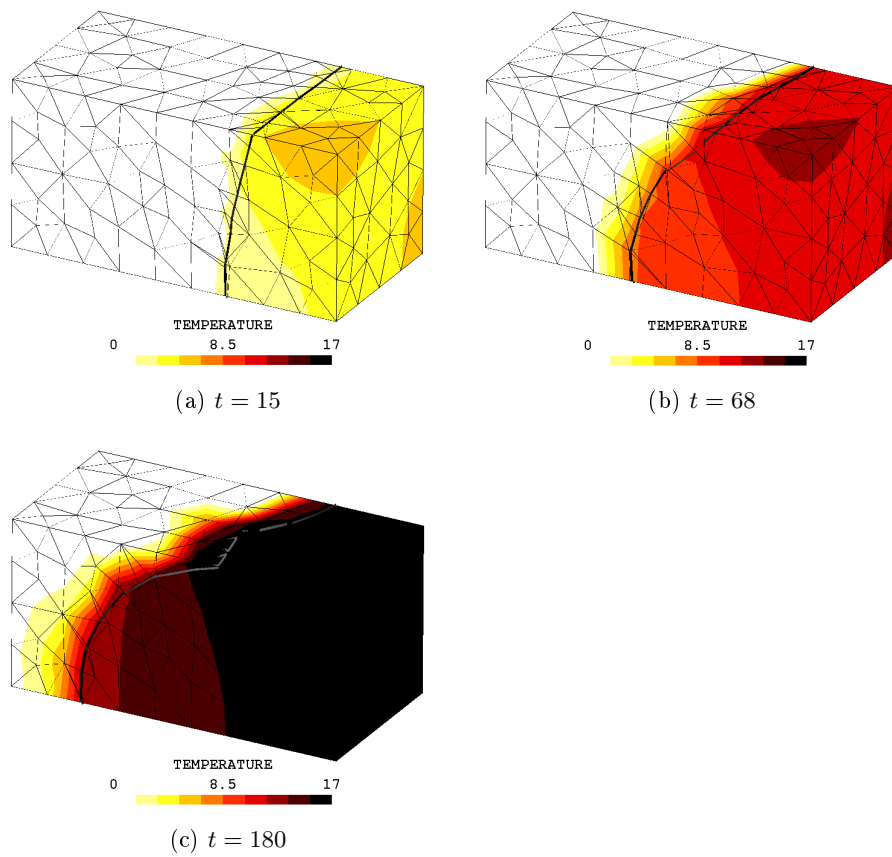 TEMPERATURE
0 8.5 17
(a) t = 15
TEMPERATURE
0 8.5 17
(b) t = 68
TEMPERATURE
0 8.5 17
(c) t = 180